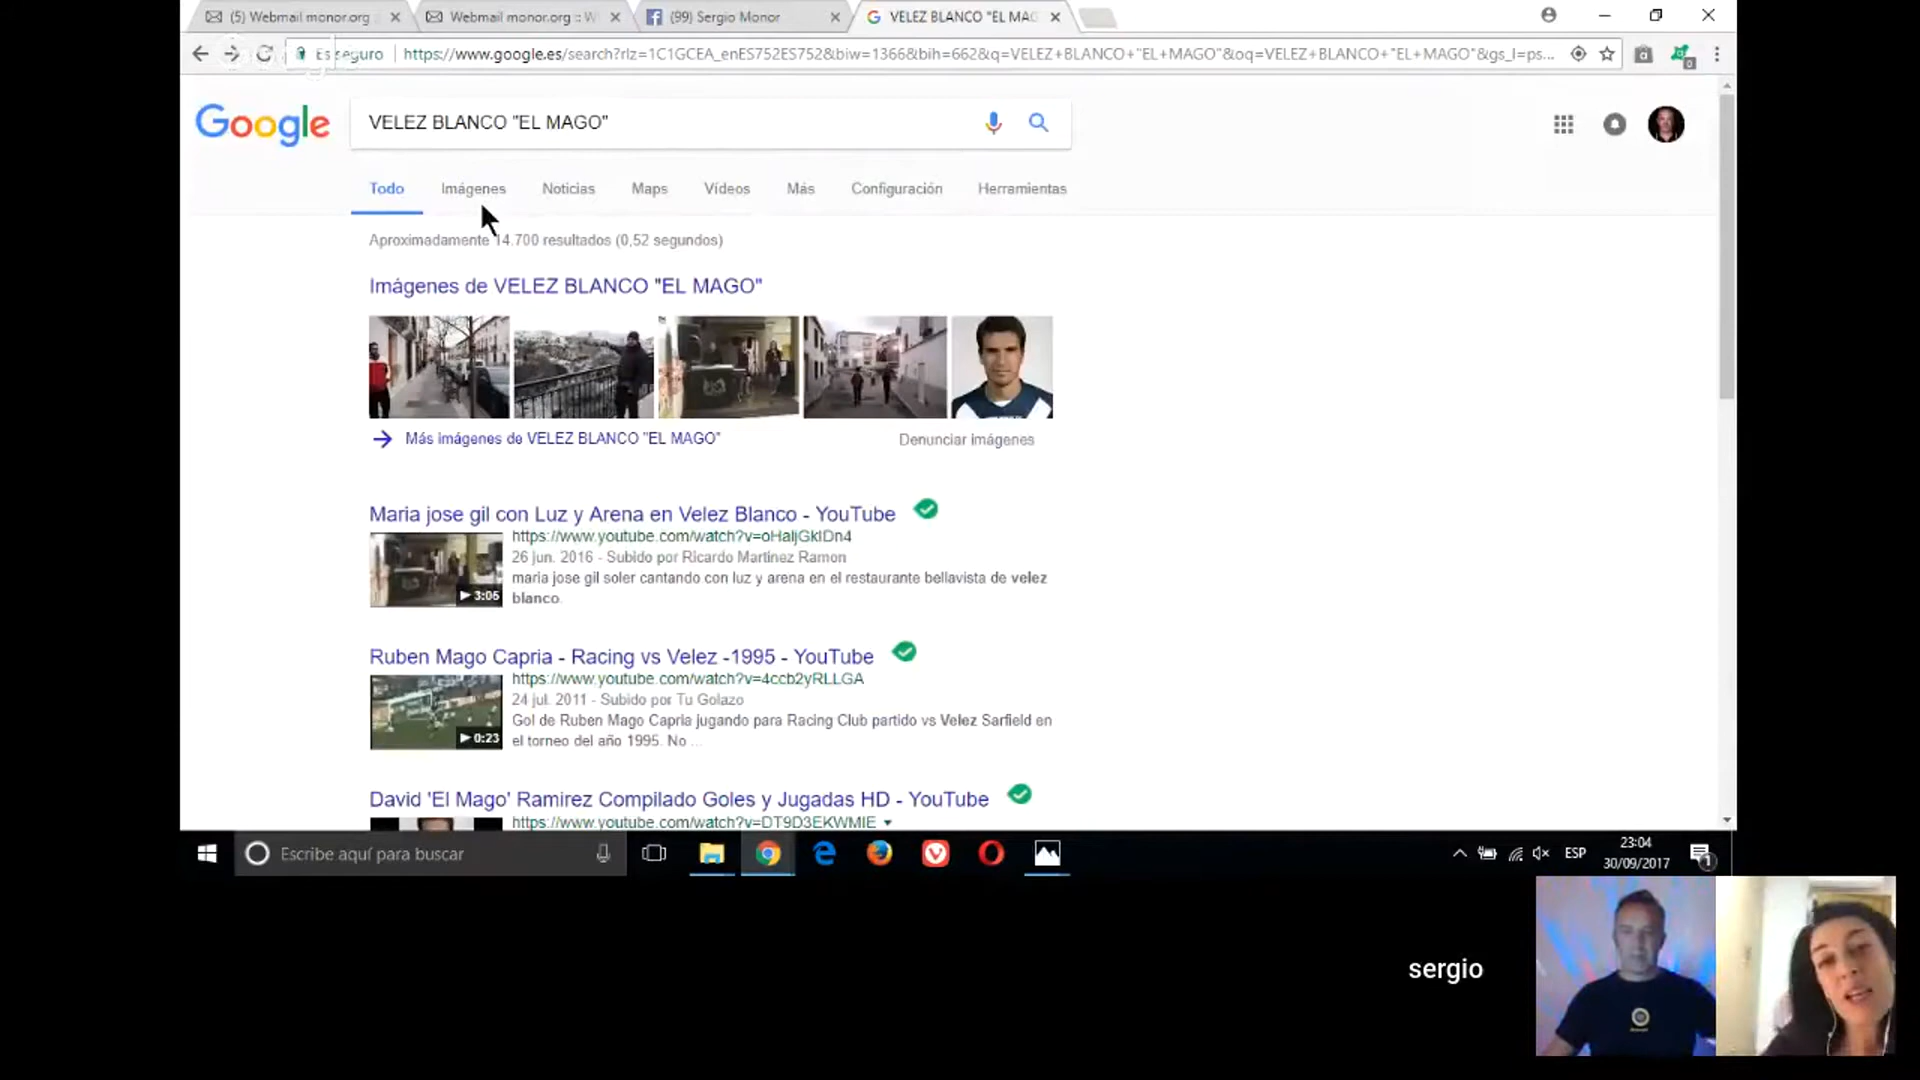 (5) Webmail monor.org
Webmail monor.org :: W
(99) Sergio Monor
VELEZ BLANCO "EL MAG
Es seguro
https://www.google.es/search?rlz=1C1GCEA_enES752ES752&biw=1366&bih=662&q=VELEZ+BLANCO+"EL+MAGO"&oq=VELEZ+BLANCO+"EL+MAGO"&gs_l=ps...
Google
VELEZ BLANCO "EL MAGO"
Todo Imágenes Noticias Maps Vídeos Más Configuración Herramientas
Aproximadamente 14.700 resultados (0,52 segundos)
Imágenes de VELEZ BLANCO "EL MAGO"
Más imágenes de VELEZ BLANCO "EL MAGO"
Denunciar imágenes
Maria jose gil con Luz y Arena en Velez Blanco - YouTube
https://www.youtube.com/watch?v=oHaljGkIDn4
26 jun. 2016 - Subido por Ricardo Martinez Ramon
maria jose gil soler cantando con luz y arena en el restaurante bellavista de velez
blanco.
3:05
Ruben Mago Capria - Racing vs Velez -1995 - YouTube
https://www.youtube.com/watch?v=4ccb2yRLLGA
24 jul. 2011 - Subido por Tu Golazo
Gol de Ruben Mago Capria jugando para Racing Club partido vs Velez Sarfield en
el torneo del año 1995. No ...
0:23
David 'El Mago' Ramirez Compilado Goles y Jugadas HD - YouTube
https://www.youtube.com/watch?v=DT9D3EKWMIE
Escribe aquí para buscar
ESP
23:04
30/09/2017
1
sergio